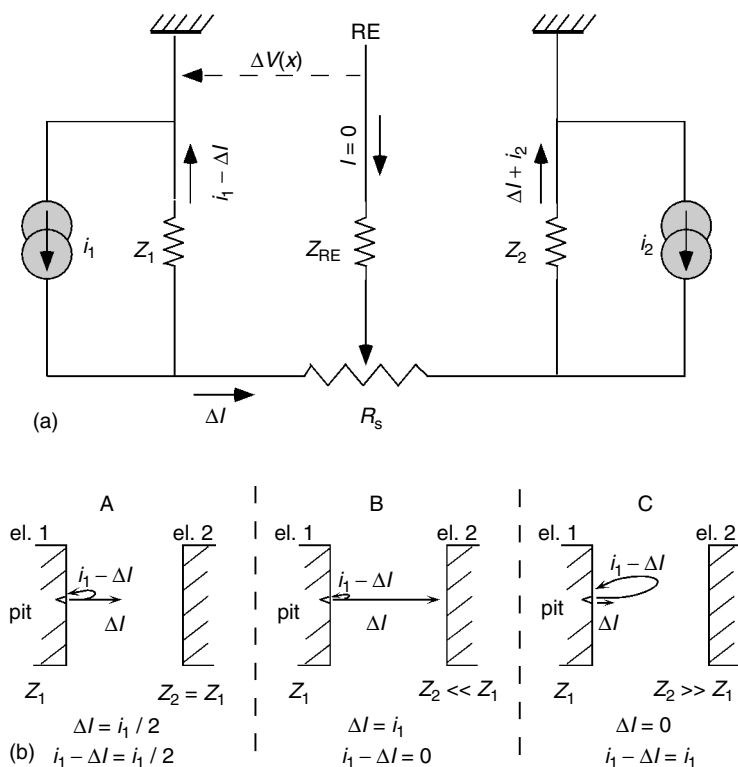 RE
ΔV(x)
I = 0
i₁ – ΔI
ΔI + i₂
i₁
Z₁
Z_RE
Z₂
i₂
ΔI
R_s
(a)
A
B
C
el. 1
el. 2
el. 1
el. 2
el. 1
el. 2
i₁ – ΔI
i₁ – ΔI
i₁ – ΔI
pit
ΔI
pit
ΔI
pit
ΔI
Z₁
Z₂ = Z₁
Z₁
Z₂ << Z₁
Z₁
Z₂ >> Z₁
ΔI = i₁ / 2
ΔI = i₁
ΔI = 0
(b)
i₁ – ΔI = i₁ / 2
i₁ – ΔI = 0
i₁ – ΔI = i₁